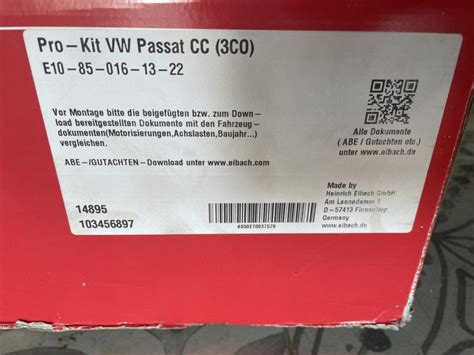 Pro-Kit VW Passat CC (3C0)
E10-85-016-13-22
Vor Montage bitte die beigefügten bzw. zum Down-
load bereitgestellten Dokumente mit den Fahrzeug-
dokumenten(Motorisierungen,Achslasten,Baujahr...)
vergleichen.
ABE-/GUTACHTEN-Download unter www.eibach.com
Alle Dokumente
( ABE / Gutachten etc.)
unter www.eibach.de
14895
103456897
4950278037578
Made by
Heinrich Eibach GmbH
Am Lennedamm 1
D-57413 Finnentrop
Germany
www.eibach.de